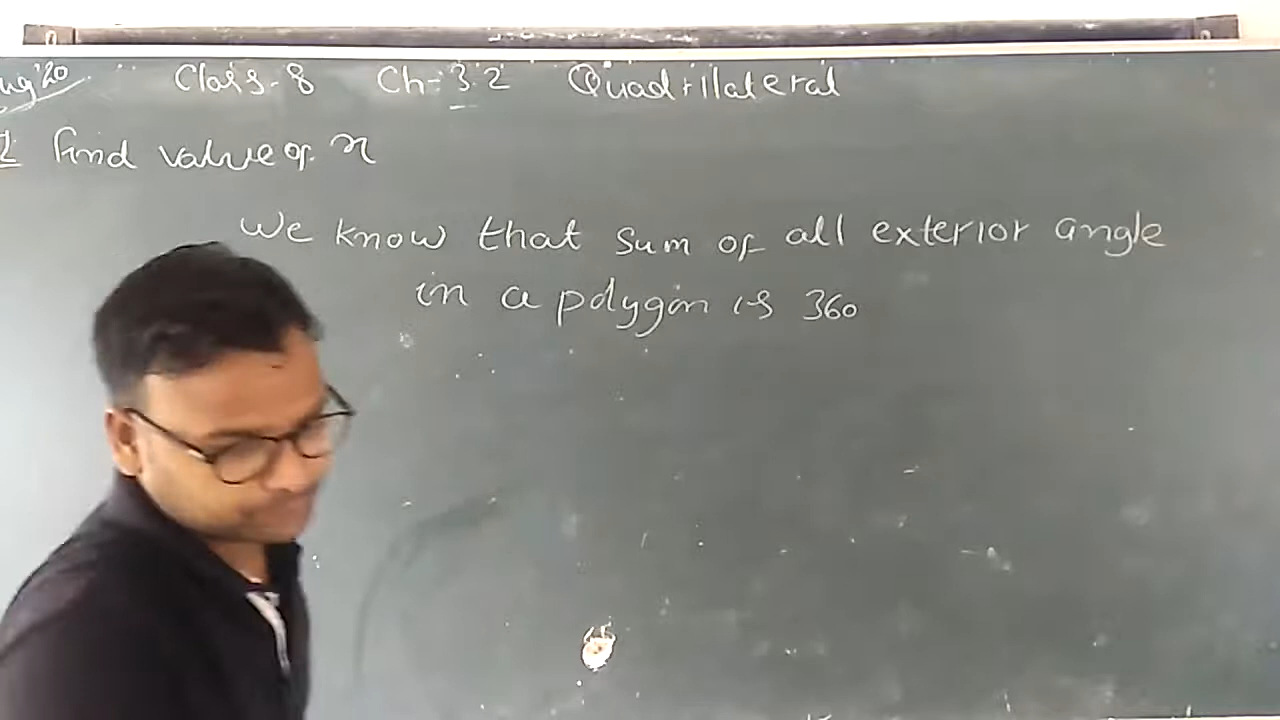 ug'20 Class-8 Ch-3.2 Quadrilateral
1 find value of x
we know that sum of all exterior angle
in a polygon is 360